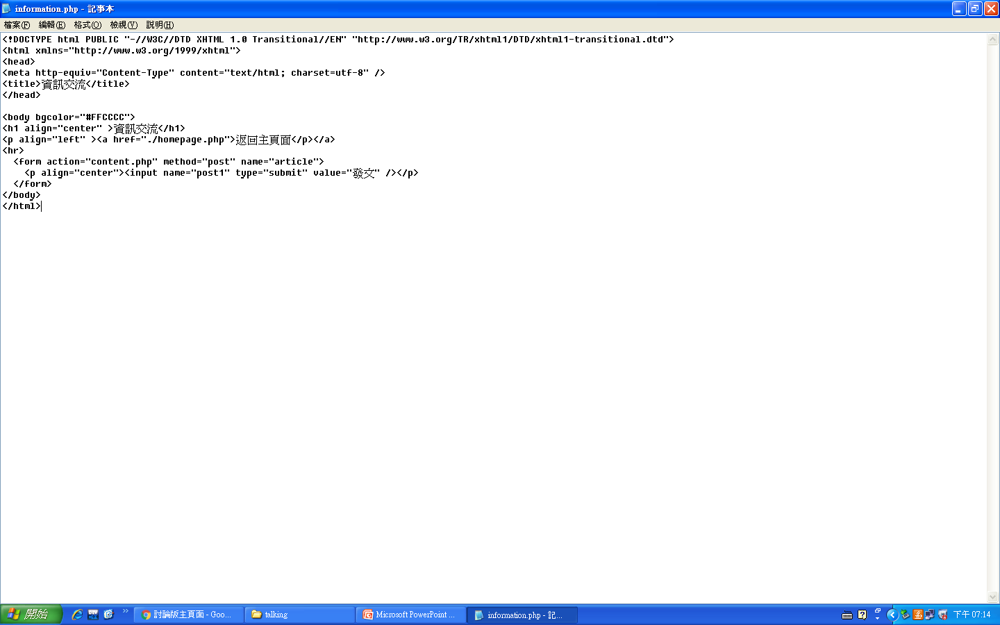 information.php - 記事本
檔案(F) 編輯(E) 格式(O) 檢視(V) 說明(H)
<!DOCTYPE html PUBLIC "-//W3C//DTD XHTML 1.0 Transitional//EN" "http://www.w3.org/TR/xhtml1/DTD/xhtml1-transitional.dtd">
<html xmlns="http://www.w3.org/1999/xhtml">
<head>
<meta http-equiv="Content-Type" content="text/html; charset=utf-8" />
<title>資訊交流</title>
</head>
<body bgcolor="#FFCCCC">
<h1 align="center" >資訊交流</h1>
<p align="left" ><a href="./homepage.php">返回主頁面</p></a>
<hr>
  <form action="content.php" method="post" name="article">
    <p align="center"><input name="post1" type="submit" value="發文" /></p>
  </form>
</body>
</html>
開始 討論版主頁面 - Goo... talking Microsoft PowerPoint ... information.php - 記... 下午 07:14